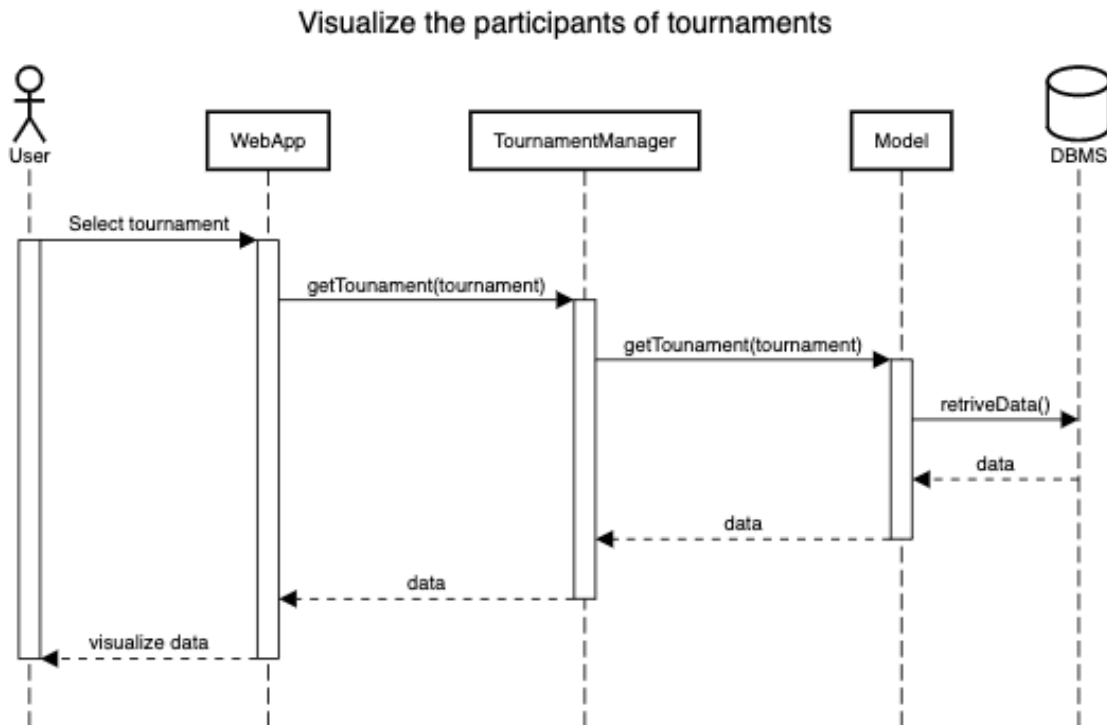 Visualize the participants of tournaments
User
WebApp
TournamentManager
Model
DBMS
Select tournament
getTounament(tournament)
getTounament(tournament)
retriveData()
data
data
data
visualize data